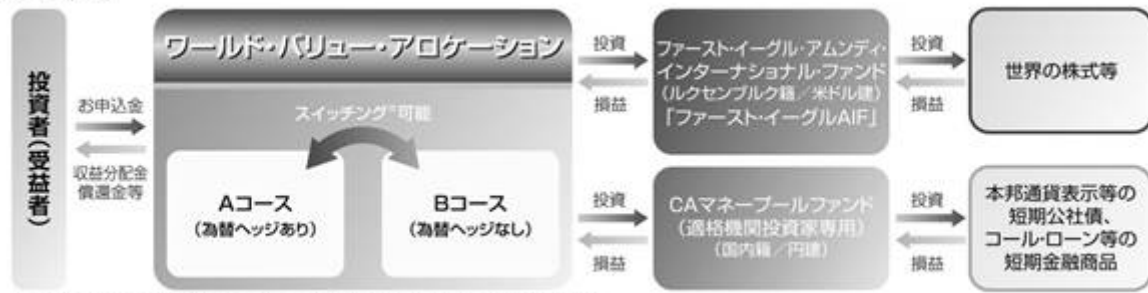 投資者(受益者)
お申込金
収益分配金
償還金等
ワールド・バリュー・アロケーション
スイッチング※可能
Aコース
(為替ヘッジあり)
Bコース
(為替ヘッジなし)
投資
損益
ファースト・イーグル・アムンディ・
インターナショナル・ファンド
(ルクセンブルク籍/米ドル建)
「ファースト・イーグルAIF」
投資
損益
世界の株式等
投資
損益
CAマネープールファンド
(適格機関投資家専用)
(国内籍/円建)
投資
損益
本邦通貨表示等の
短期公社債、
コール・ローン等の
短期金融商品